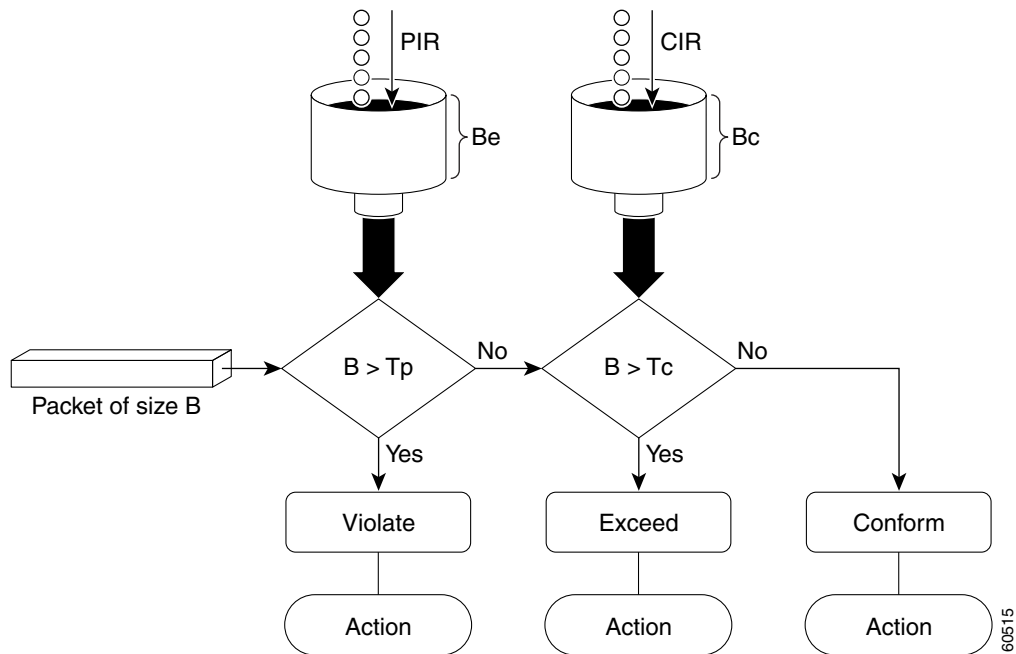 PIR
CIR
Be
Bc
B > Tp
No
B > Tc
No
Packet of size B
Yes
Yes
Violate
Exceed
Conform
Action
Action
Action
60515